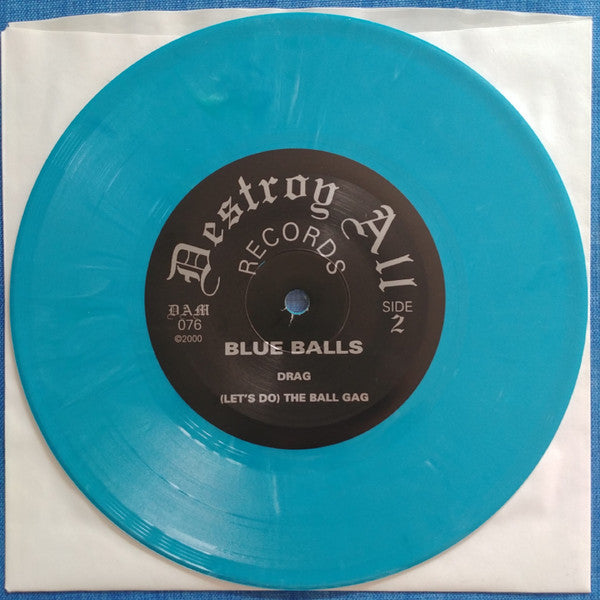 Destroy All
RECORDS
DAM
076
©2000
SIDE
2
BLUE BALLS
DRAG
(LET'S DO) THE BALL GAG